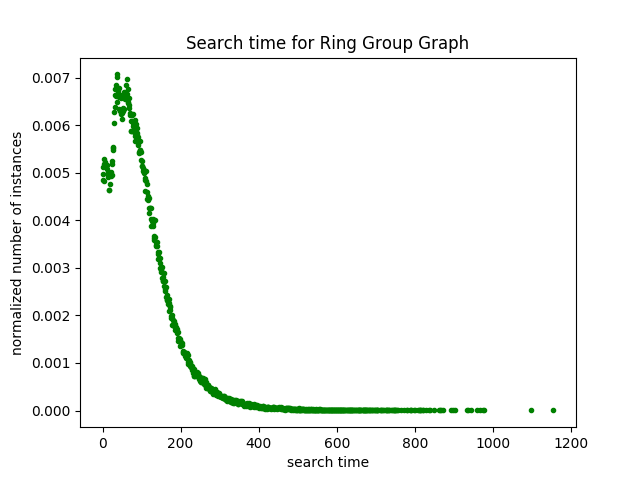 Search time for Ring Group Graph
normalized number of instances
0.007
0.006
0.005
0.004
0.003
0.002
0.001
0.000
0 200 400 600 800 1000 1200
search time